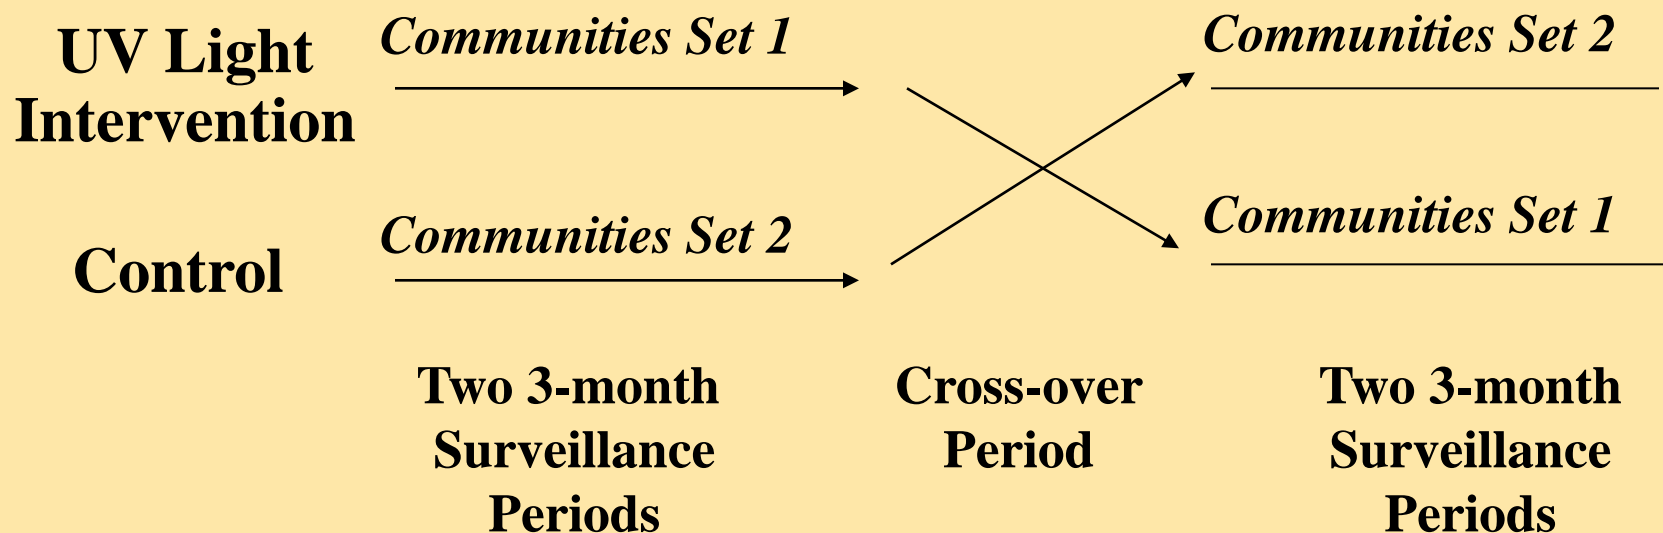 UV Light
Intervention
Communities Set 1
Communities Set 2
Control
Communities Set 2
Communities Set 1
Two 3-month
Surveillance
Periods
Cross-over
Period
Two 3-month
Surveillance
Periods